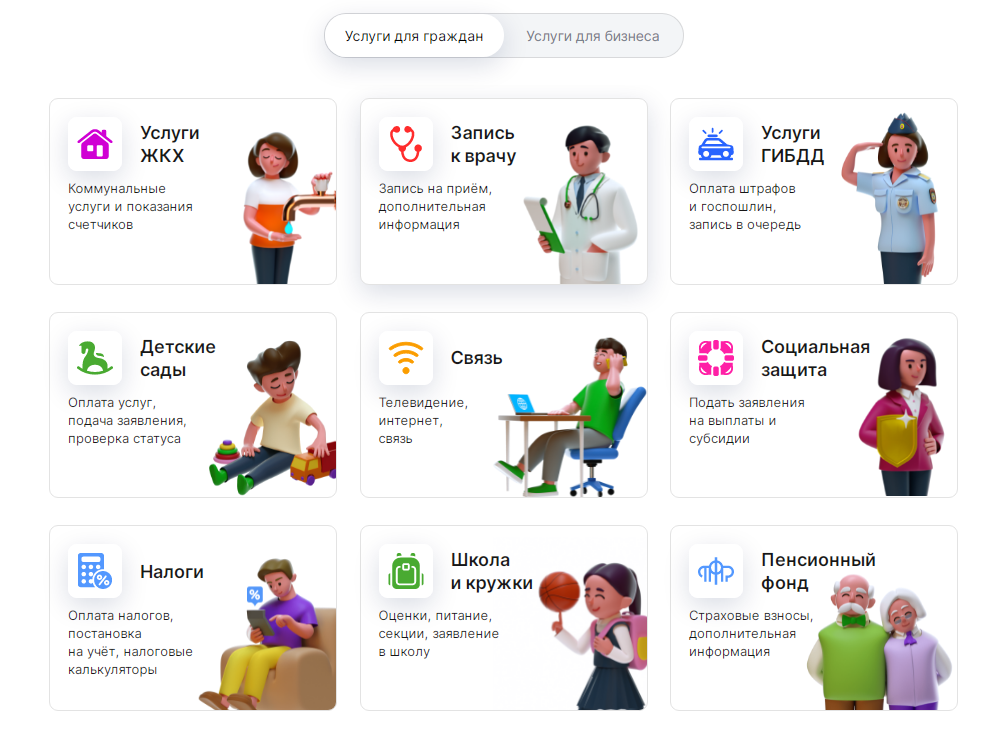 Услуги для граждан
Услуги для бизнеса
Услуги
ЖКХ
Коммунальные
услуги и показания
счетчиков
Запись
к врачу
Запись на приём,
дополнительная
информация
Услуги
ГИБДД
Оплата штрафов
и госпошлин,
запись в очередь
Детские
сады
Оплата услуг,
подача заявления,
проверка статуса
Связь
Телевидение,
интернет,
связь
Социальная
защита
Подать заявления
на выплаты и
субсидии
Налоги
%
%
Оплата налогов,
постановка
на учёт, налоговые
калькуляторы
Школа
и кружки
Оценки, питание,
секции, заявление
в школу
Пенсионный
фонд
Страховые взносы,
дополнительная
информация